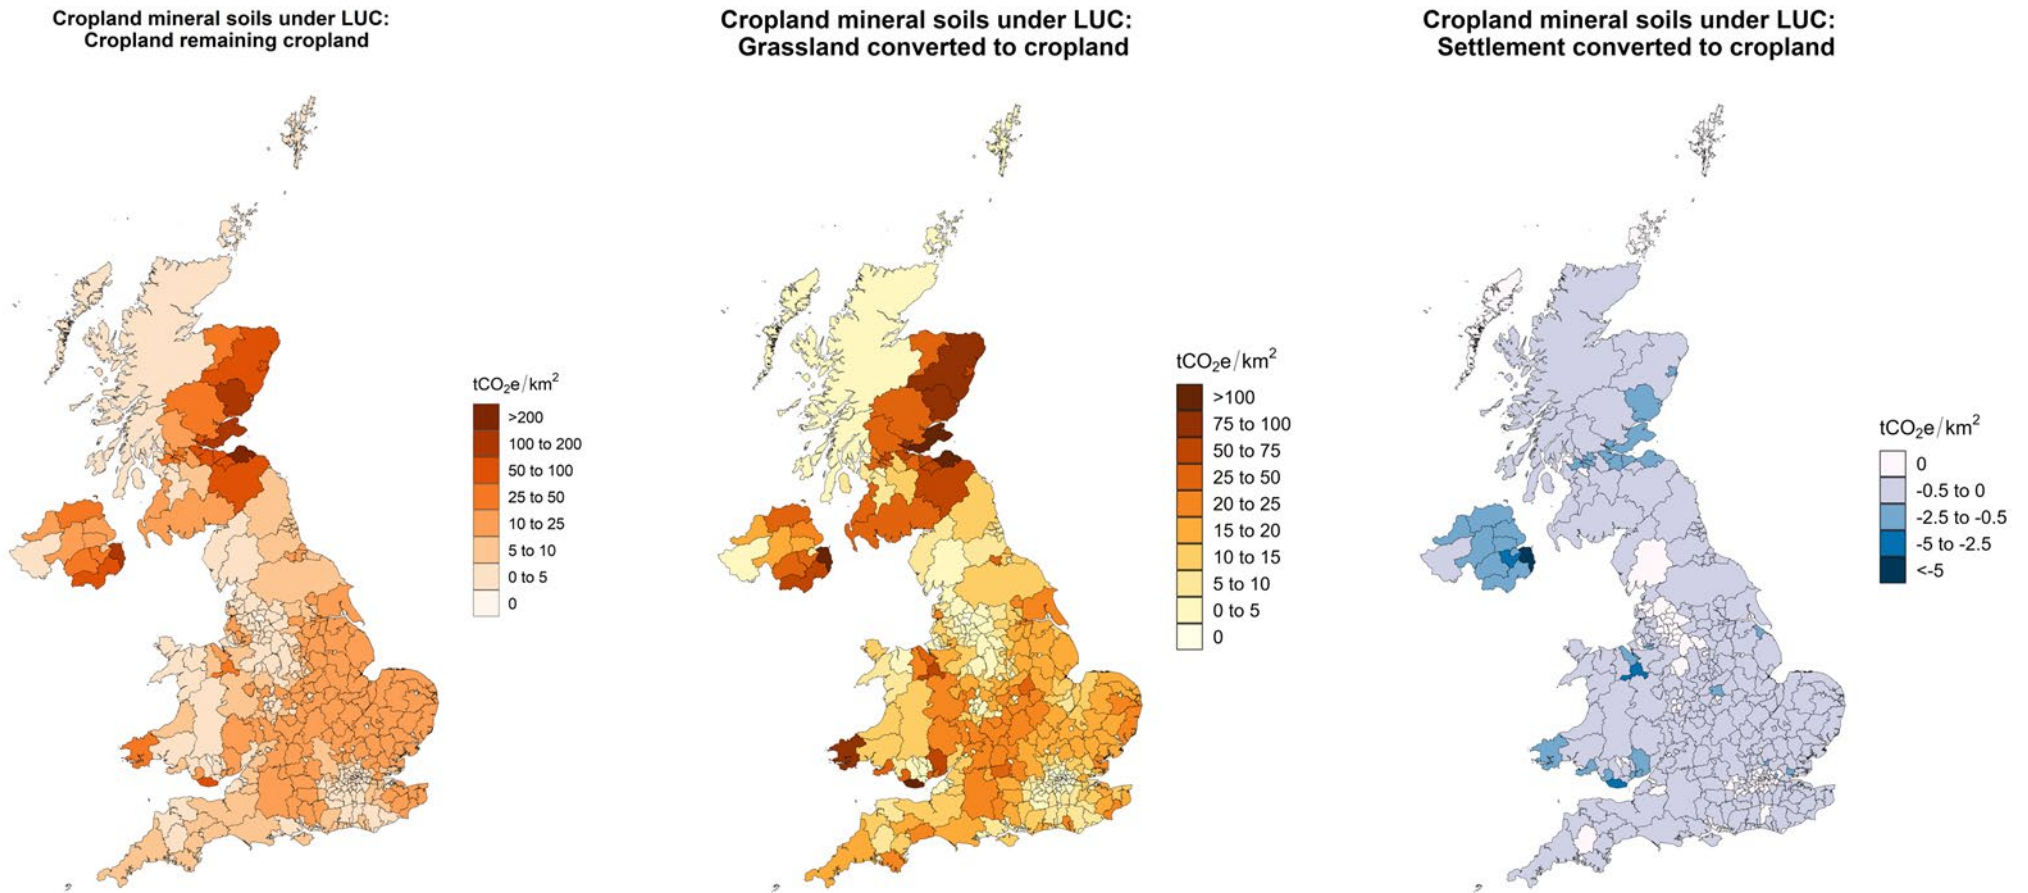 Cropland mineral soils under LUC:
Cropland remaining cropland
tCO₂e/km²
>200
100 to 200
50 to 100
25 to 50
10 to 25
5 to 10
0 to 5
0
Cropland mineral soils under LUC:
Grassland converted to cropland
tCO₂e/km²
>100
75 to 100
50 to 75
25 to 50
20 to 25
15 to 20
10 to 15
5 to 10
0 to 5
0
Cropland mineral soils under LUC:
Settlement converted to cropland
tCO₂e/km²
0
-0.5 to 0
-2.5 to -0.5
-5 to -2.5
<-5